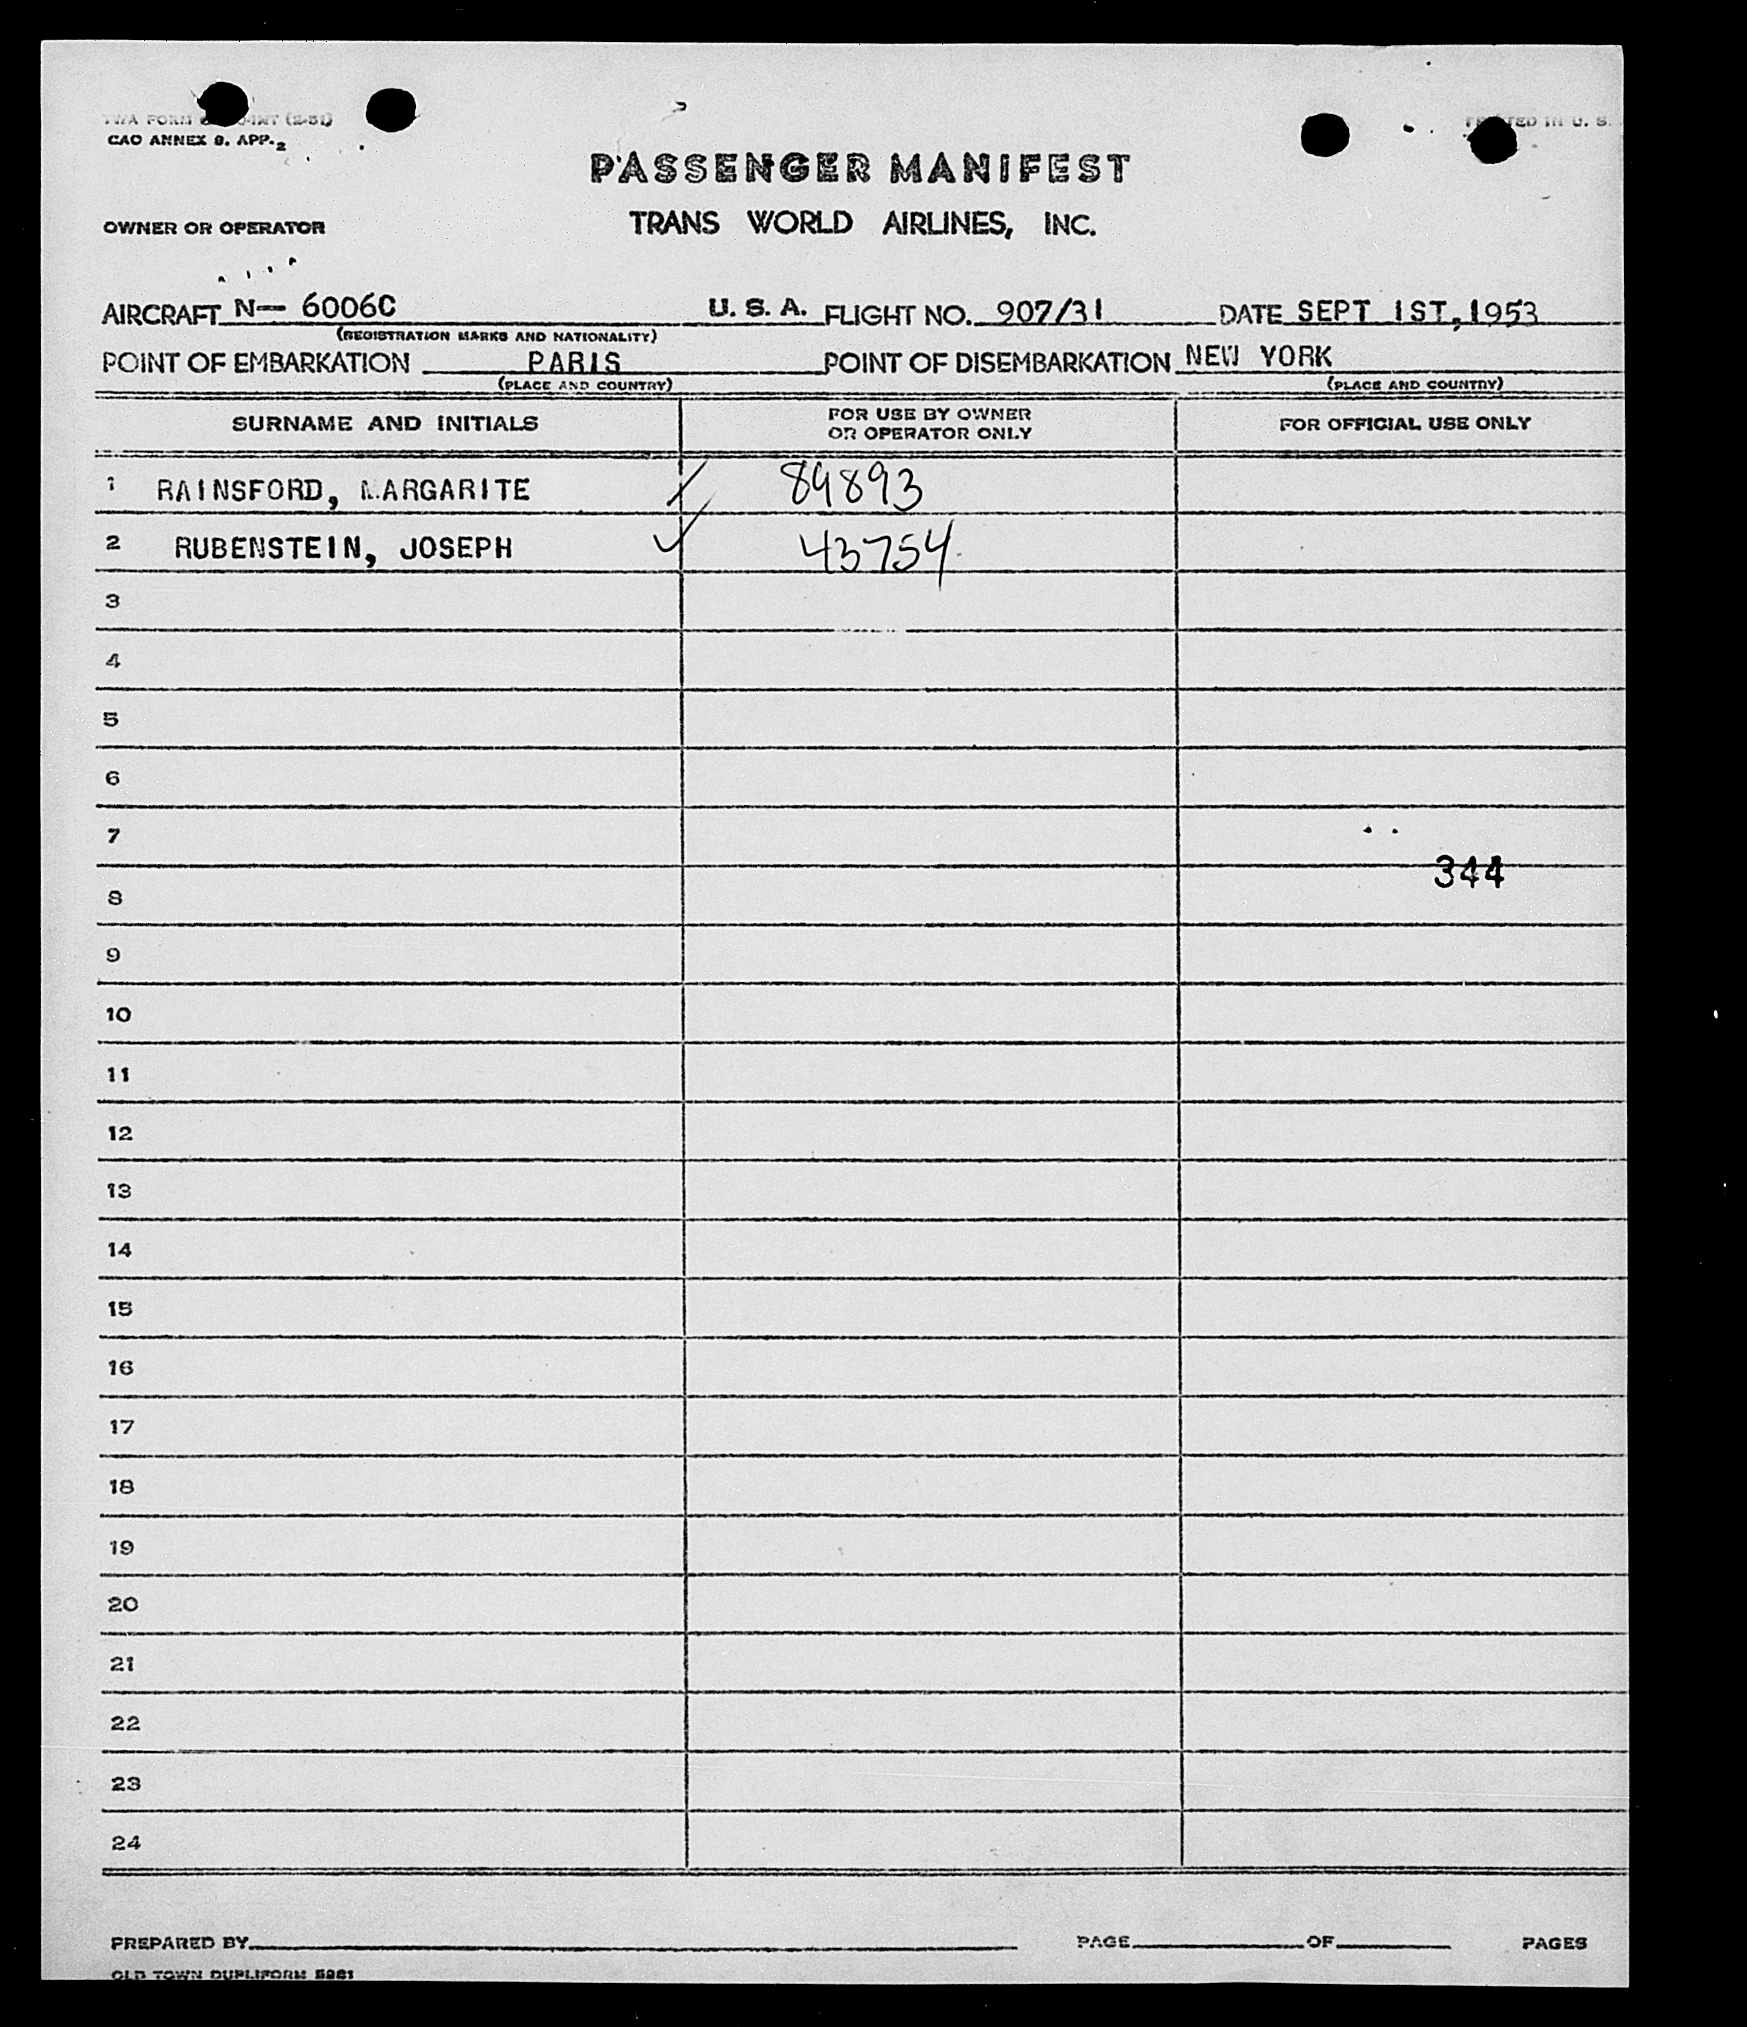 CAO ANNEX 9. APP. 2
PASSENGER MANIFEST
TRANS WORLD AIRLINES, INC.
OWNER OR OPERATOR
AIRCRAFT N- 6006C U. S. A. FLIGHT NO. 907/31 DATE SEPT 1ST, 1953
(REGISTRATION MARKS AND NATIONALITY)
POINT OF EMBARKATION PARIS POINT OF DISEMBARKATION NEW YORK
(PLACE AND COUNTRY) (PLACE AND COUNTRY)
SURNAME AND INITIALS FOR USE BY OWNER OR OPERATOR ONLY FOR OFFICIAL USE ONLY
1 RAINSFORD, MARGARITE 84893
2 RUBENSTEIN, JOSEPH ✓ 43754
3
4
5
6
7
344
8
9
10
11
12
13
14
15
16
17
18
19
20
21
22
23
24
PREPARED BY PAGE OF PAGES
OLD TOWN DUPLIFORM 5981